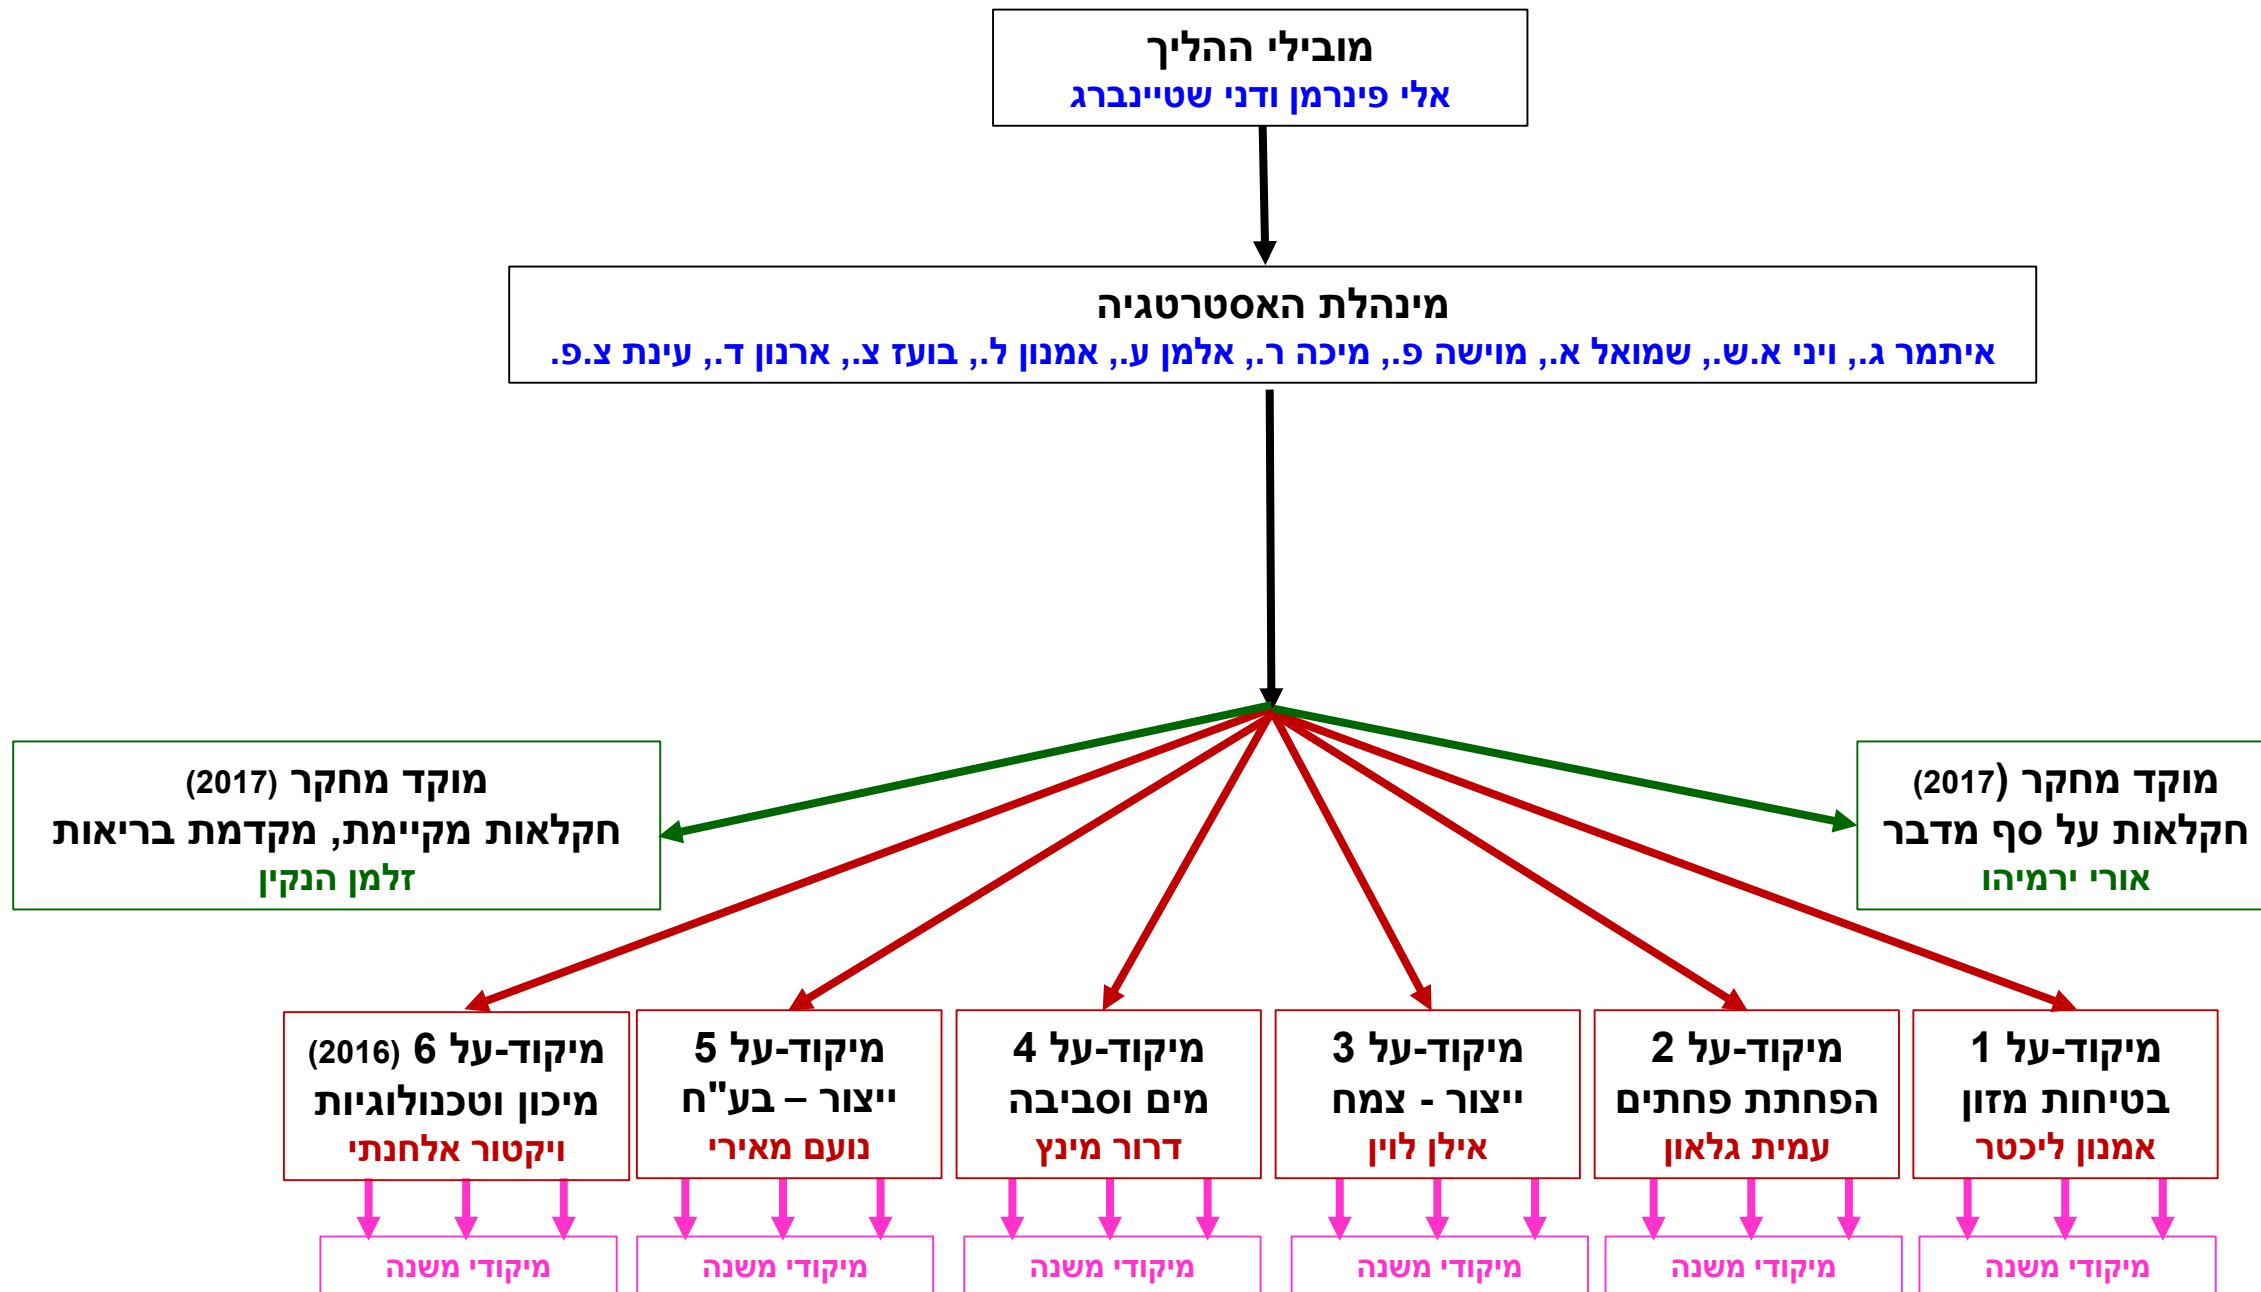 מובילי ההליך
אלי פינרמן ודני שטיינברג
מינהלת האסטרטגיה
איתמר ג., ויני א.ש., שמואל א., מוישה פ., מיכה ר., אלמן ע., אמנון ל., בועז צ., ארנון ד., עינת צ.פ.
מוקד מחקר (2017)
חקלאות על סף מדבר
אורי ירמיהו
מוקד מחקר (2017)
חקלאות מקיימת, מקדמת בריאות
זלמן הנקין
מיקוד-על 1
בטיחות מזון
אמנון ליכטר
מיקוד-על 2
הפחתת פחתים
עמית גלאון
מיקוד-על 3
ייצור - צמח
אילן לוין
מיקוד-על 4
מים וסביבה
דרור מינץ
מיקוד-על 5
ייצור – בע"ח
נועם מאירי
מיקוד-על 6 (2016)
מיכון וטכנולוגיות
ויקטור אלחנתי
מיקודי משנה
מיקודי משנה
מיקודי משנה
מיקודי משנה
מיקודי משנה
מיקודי משנה